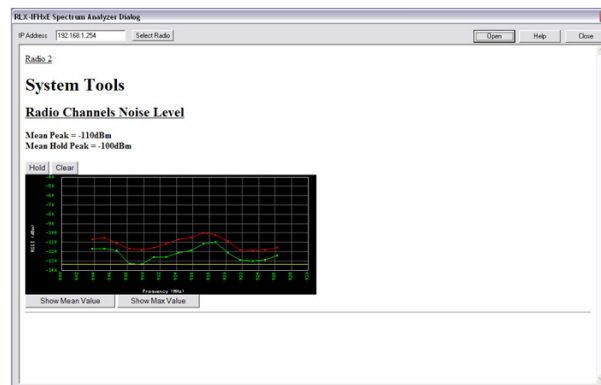 RLX-IFHxE Spectrum Analyzer Dialog
IP Address 192.168.1.254 Select Radio Open Help Close
Radio 2
System Tools
Radio Channels Noise Level
Mean Peak = -110dBm
Mean Hold Peak = -100dBm
Hold Clear
Frequency (MHz)
Show Mean Value Show Max Value